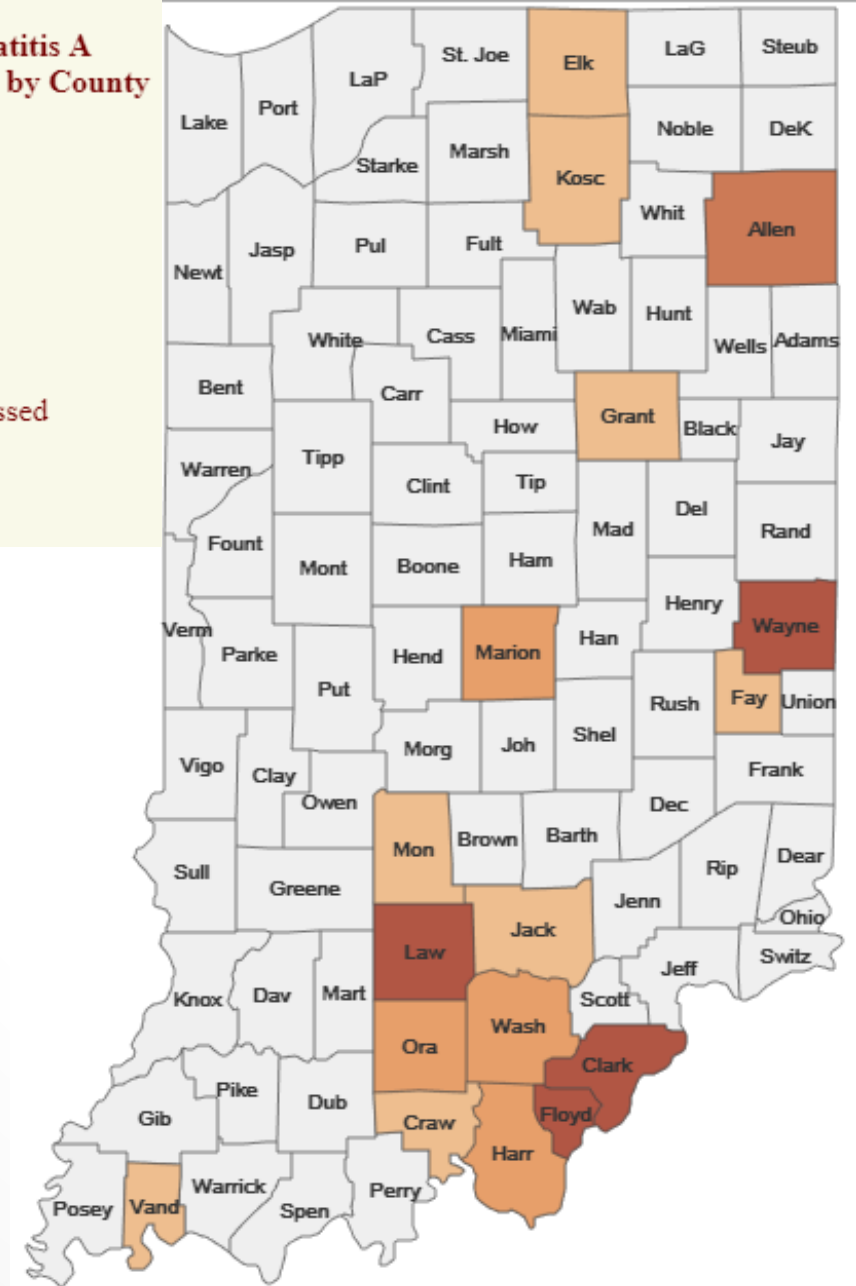 atitis A
by County
ssed
St. Joe
Elk
LaG
Steub
LaP
Port
Lake
Noble
DeK
Marsh
Starke
Kosc
Whit
Allen
Jasp
Pul
Fult
Newt
Wab
Hunt
White
Cass
Miami
Wells
Adams
Bent
Carr
Grant
How
Black
Jay
Tipp
Warren
Clint
Tip
Del
Mad
Rand
Fount
Mont
Boone
Ham
Henry
Wayne
Verm
Parke
Hend
Marion
Han
Put
Rush
Fay
Union
Morg
Joh
Shel
Vigo
Clay
Frank
Owen
Dec
Mon
Brown
Barth
Sull
Greene
Rip
Dear
Jenn
Ohio
Jack
Law
Switz
Jeff
Knox
Dav
Mart
Scott
Wash
Ora
Clark
Pike
Dub
Gib
Craw
Floyd
Harr
Posey
Vand
Warrick
Spen
Perry